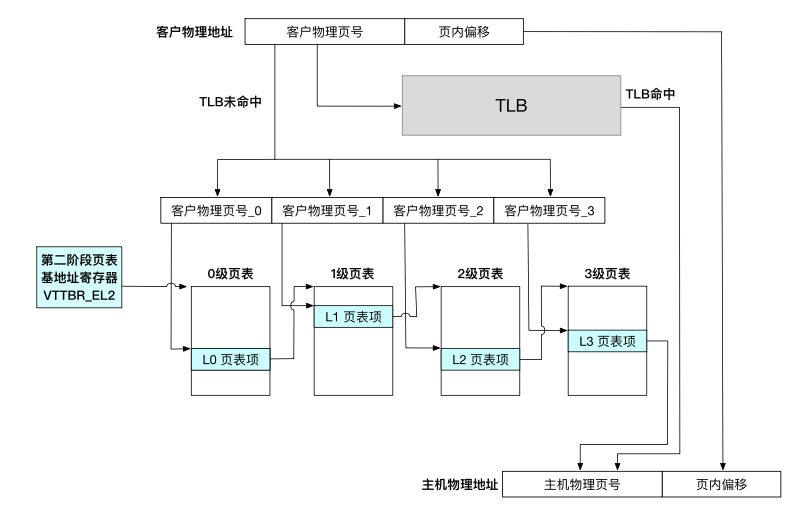 客户物理地址
客户物理页号
页内偏移
TLB未命中
TLB
TLB命中
客户物理页号_0
客户物理页号_1
客户物理页号_2
客户物理页号_3
第二阶段页表
基地址寄存器
VTTBR_EL2
0级页表
1级页表
2级页表
3级页表
L0 页表项
L1 页表项
L2 页表项
L3 页表项
主机物理地址
主机物理页号
页内偏移